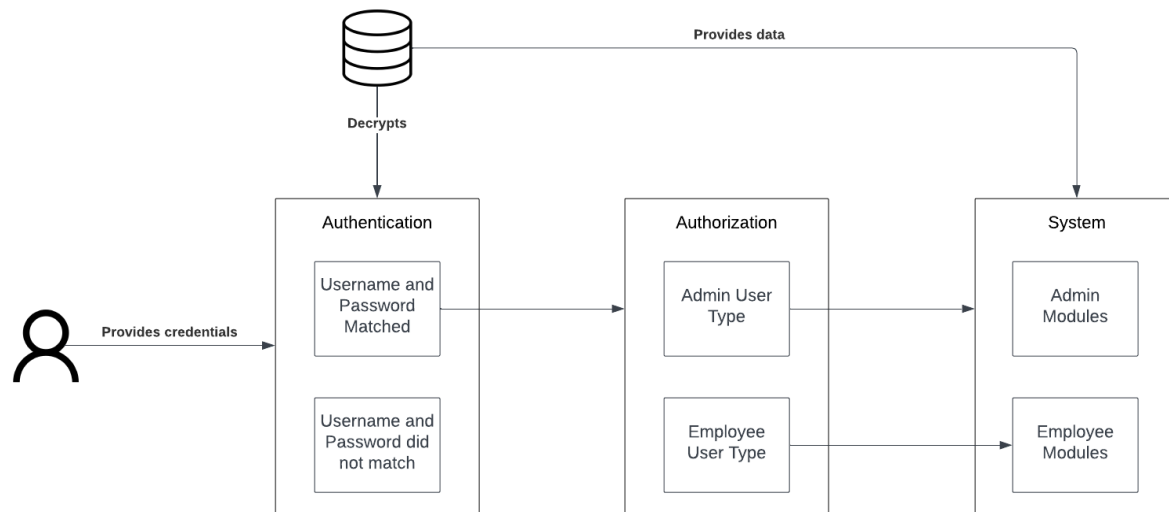 Provides data
Decrypts
Authentication
Authorization
System
Username and
Password
Matched
Admin User
Type
Admin
Modules
Provides credentials
Username and
Password did
not match
Employee
User Type
Employee
Modules